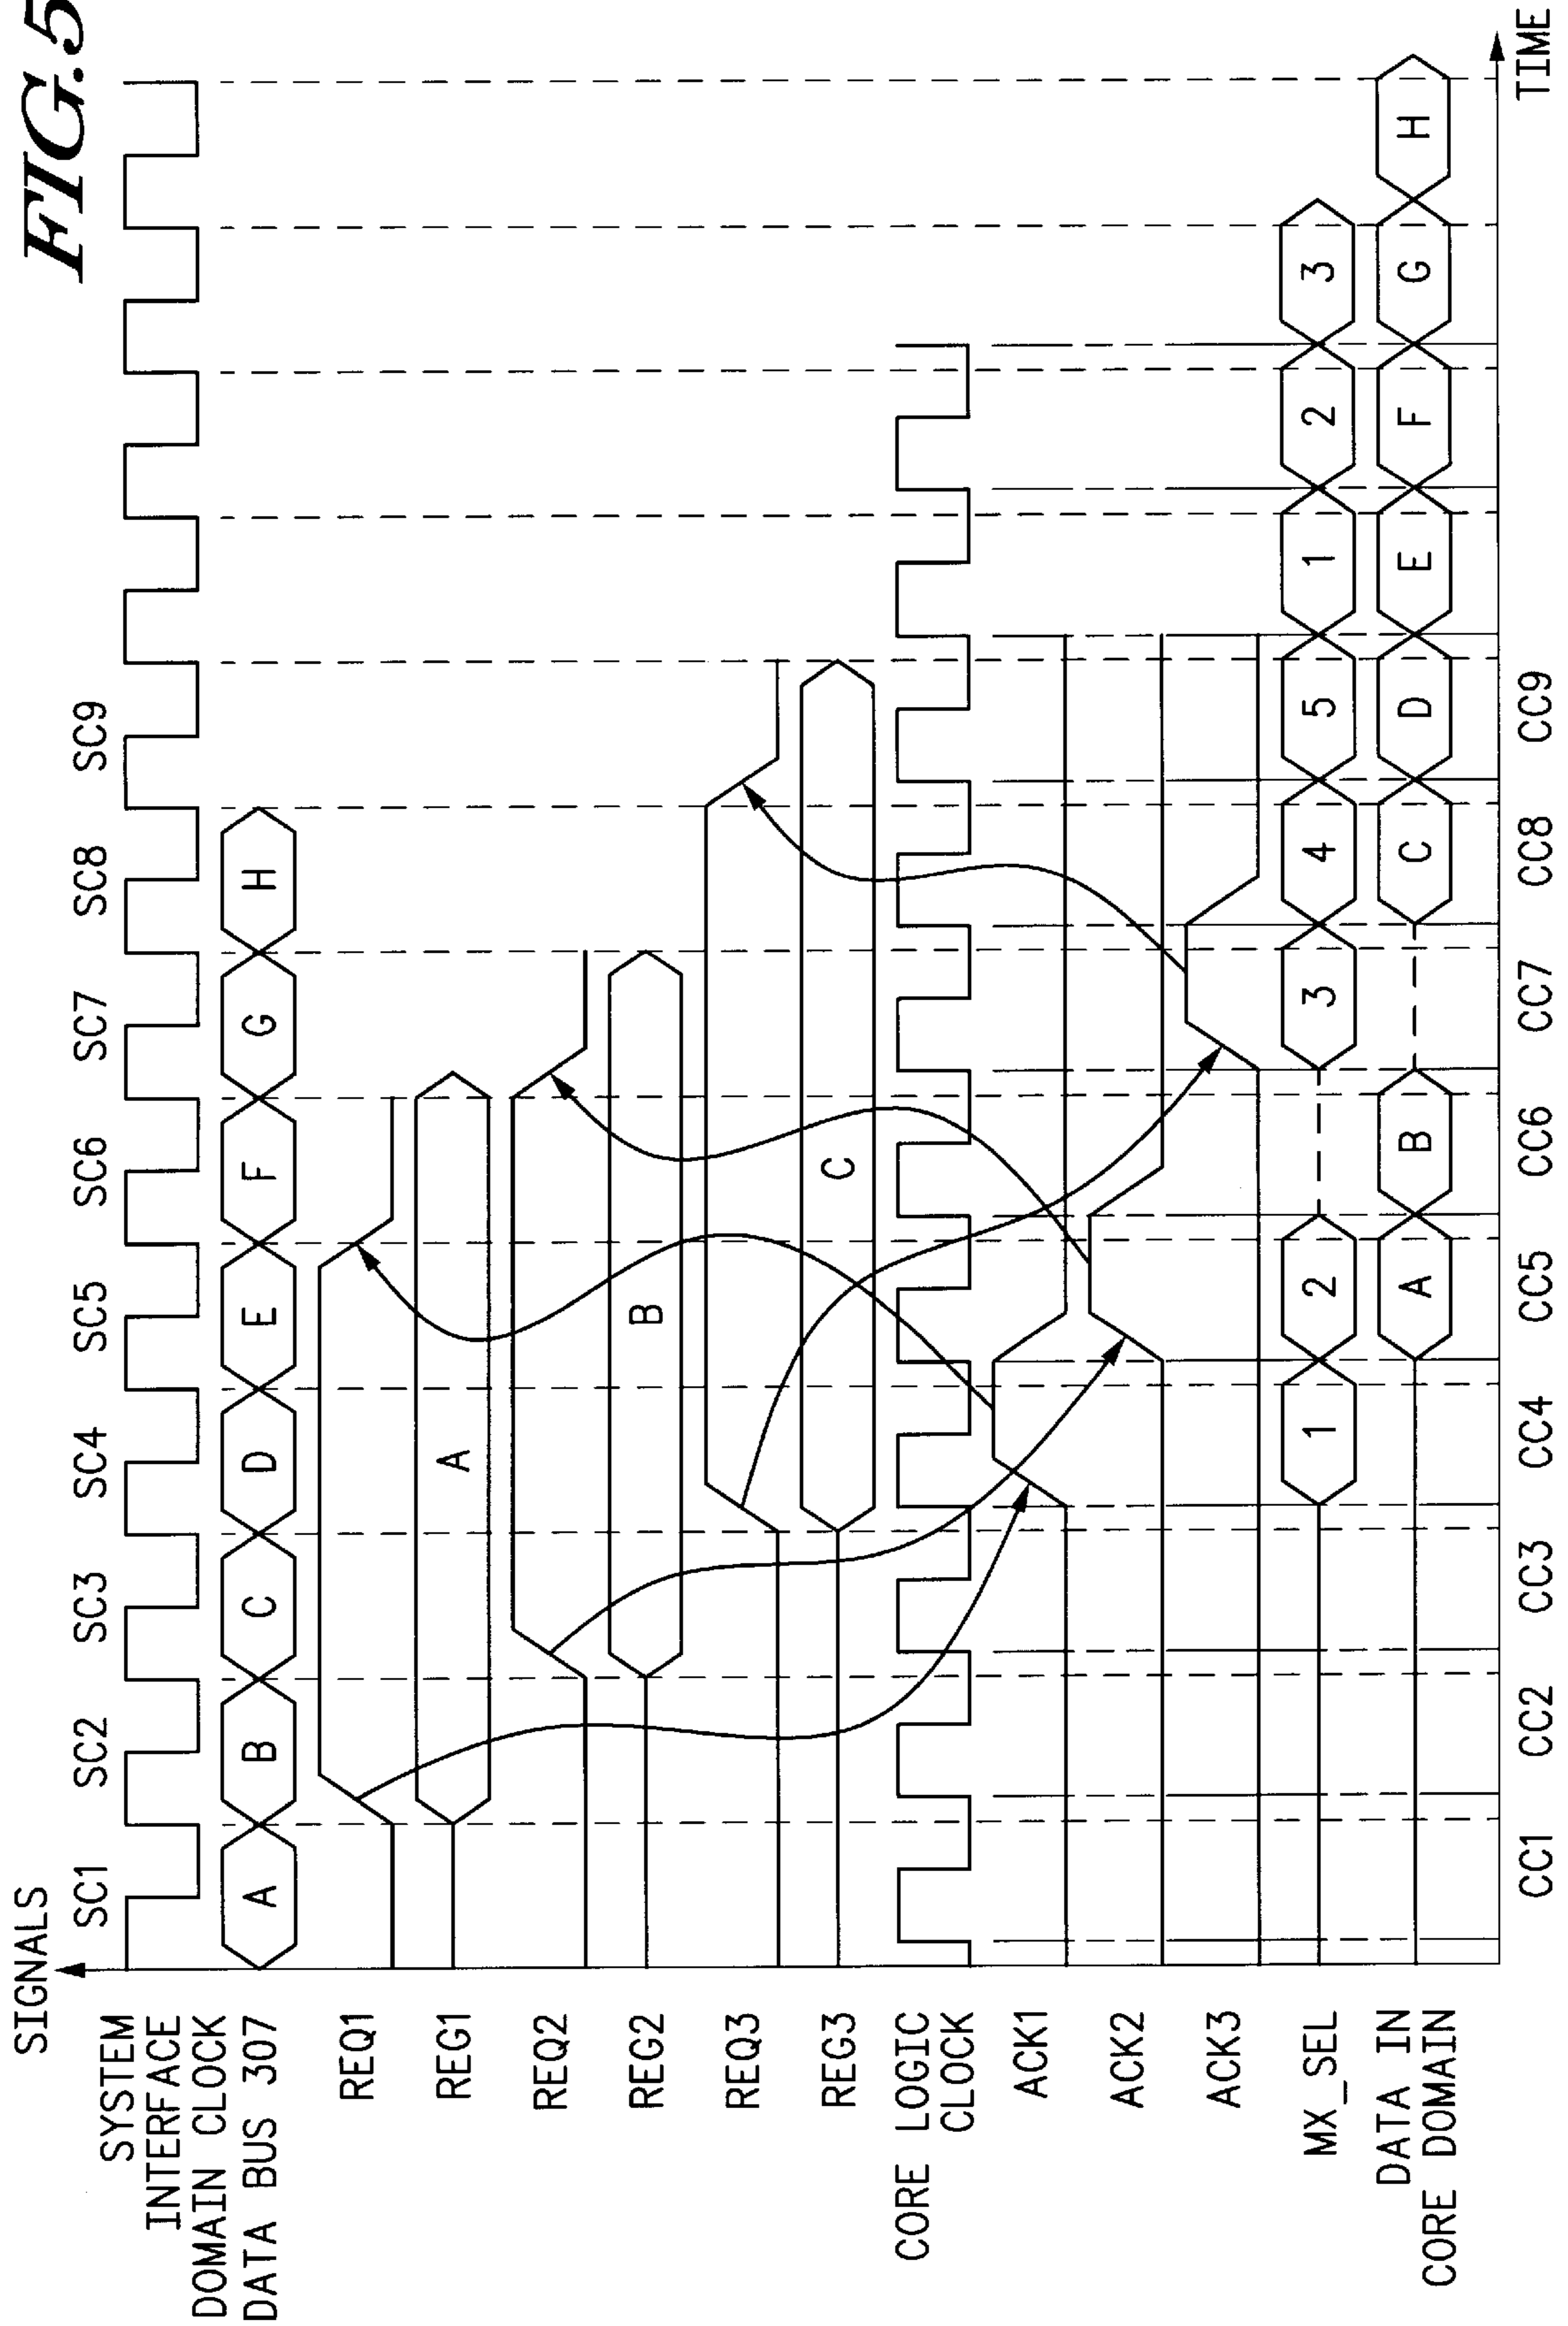 FIG.5
SIGNALS
SC1 SC2 SC3 SC4 SC5 SC6 SC7 SC8 SC9
SYSTEM
INTERFACE
DOMAIN CLOCK
DATA BUS 307
A B C D E F G H
REQ1
REG1
A
REQ2
REG2
B
REQ3
REG3
C
CORE LOGIC
CLOCK
ACK1
ACK2
ACK3
MX_SEL
1 2 3 4 5 1 2 3
DATA IN
CORE DOMAIN
A B C D E F G H
CC1 CC2 CC3 CC4 CC5 CC6 CC7 CC8 CC9
TIME